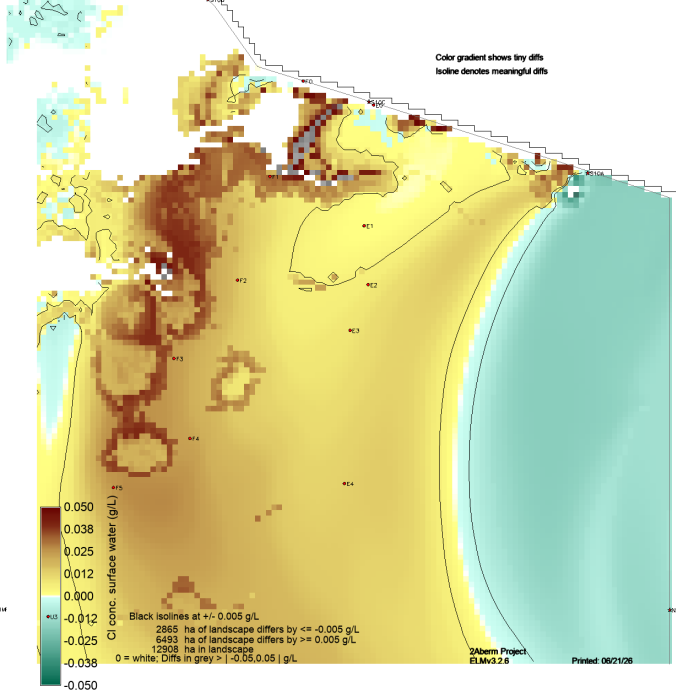 Color gradient shows tiny diffs
Isoline denotes meaningful diffs
F0
S10A
F1
E1
F2
E2
E3
F3
F4
E4
F5
0.050
0.038
0.025
0.012
0.000
-0.012
-0.025
-0.038
-0.050
Cl conc. surface water (g/L)
U3
Black isolines at +/- 0.005 g/L
2865 ha of landscape differs by <= -0.005 g/L
6493 ha of landscape differs by >= 0.005 g/L
12908 ha in landscape
0 = white; Diffs in grey > | -0.05,0.05 | g/L
2Aberm Project
ELMv3.2.6
Printed: 06/21/26